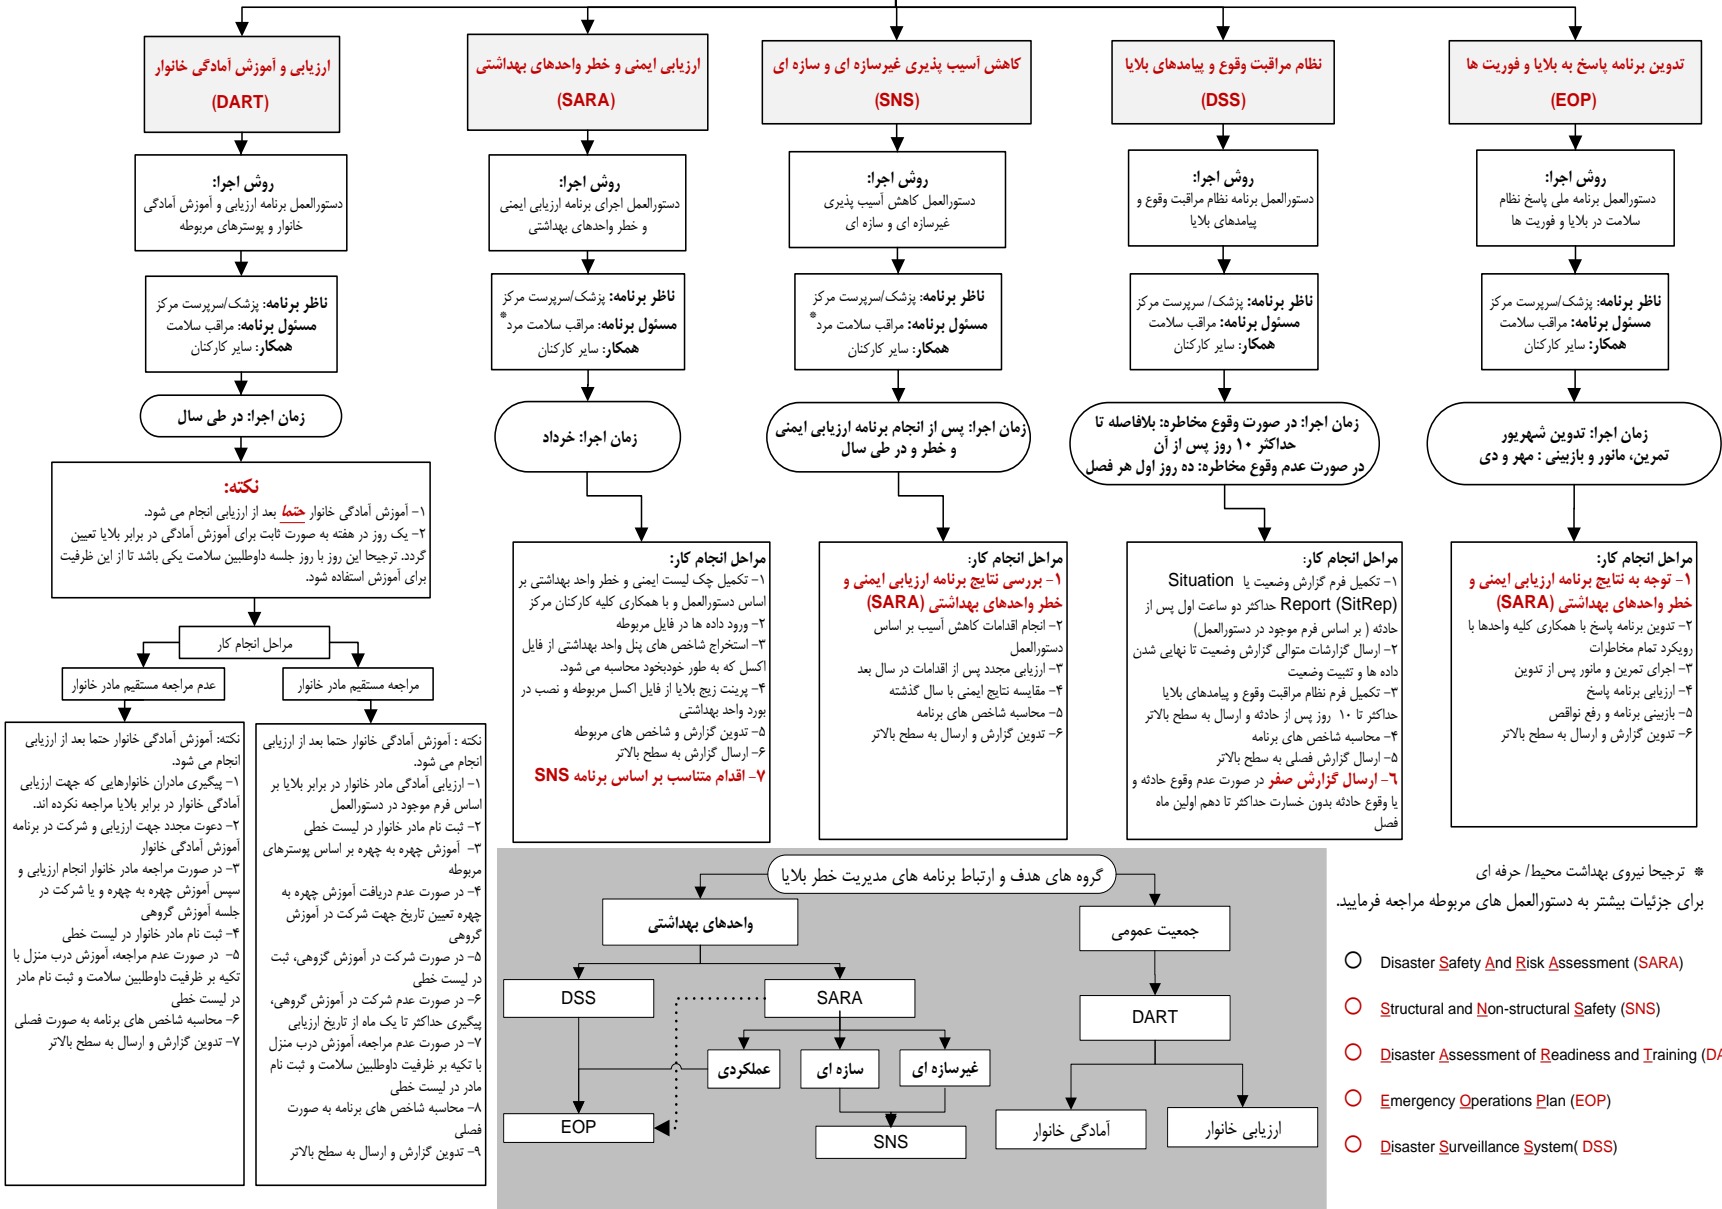 تدوین برنامه پاسخ به بلایا و فوریت ها
(EOP)
روش اجرا:
دستورالعمل برنامه ملی پاسخ نظام
سلامت در بلایا و فوریت ها
ناظر برنامه: پزشک/سرپرست مرکز
مسئول برنامه: مراقب سلامت
همکار: سایر کارکنان
زمان اجرا: تدوین شهریور
تمرین، مانور و بازبینی : مهر و دی
مراحل انجام کار:
۱- توجه به نتایج برنامه ارزیابی ایمنی و
خطر واحدهای بهداشتی (SARA)
۲- تدوین برنامه پاسخ با همکاری کلیه واحدها با
رویکرد تمام مخاطرات
۳- اجرای تمرین و مانور پس از تدوین
۴- ارزیابی برنامه پاسخ
۵- بازبینی برنامه و رفع نواقص
۶- تدوین گزارش و ارسال به سطح بالاتر
نظام مراقبت وقوع و پیامدهای بلایا
(DSS)
روش اجرا:
دستورالعمل برنامه نظام مراقبت وقوع و
پیامدهای بلایا
ناظر برنامه: پزشک/ سرپرست مرکز
مسئول برنامه: مراقب سلامت
همکار: سایر کارکنان
زمان اجرا: در صورت وقوع مخاطره: بلافاصله تا
حداکثر ۱۰ روز پس از آن
در صورت عدم وقوع مخاطره: ده روز اول هر فصل
مراحل انجام کار:
۱- تکمیل فرم گزارش وضعیت یا Situation
Report (SitRep) حداکثر دو ساعت اول پس از
حادثه ( بر اساس فرم موجود در دستورالعمل)
۲- ارسال گزارشات متوالی گزارش وضعیت تا نهایی شدن
داده ها و تثبیت وضعیت
۳- تکمیل فرم نظام مراقبت وقوع و پیامدهای بلایا
حداکثر تا ۱۰ روز پس از حادثه و ارسال به سطح بالاتر
۴- محاسبه شاخص های برنامه
۵- ارسال گزارش فصلی به سطح بالاتر
۶- ارسال گزارش صفر در صورت عدم وقوع حادثه و
یا وقوع حادثه بدون خسارت حداکثر تا دهم اولین ماه
فصل
کاهش آسیب پذیری غیرسازه ای و سازه ای
(SNS)
روش اجرا:
دستورالعمل کاهش آسیب پذیری
غیرسازه ای و سازه ای
ناظر برنامه: پزشک/سرپرست مرکز
مسئول برنامه: مراقب سلامت مرد*
همکار: سایر کارکنان
زمان اجرا: پس از انجام برنامه ارزیابی ایمنی
و خطر و در طی سال
مراحل انجام کار:
۱- بررسی نتایج برنامه ارزیابی ایمنی و
خطر واحدهای بهداشتی (SARA)
۲- انجام اقدامات کاهش آسیب بر اساس
دستورالعمل
۳- ارزیابی مجدد پس از اقدامات در سال بعد
۴- مقایسه نتایج ایمنی با سال گذشته
۵- محاسبه شاخص های برنامه
۶- تدوین گزارش و ارسال به سطح بالاتر
ارزیابی ایمنی و خطر واحدهای بهداشتی
(SARA)
روش اجرا:
دستورالعمل اجرای برنامه ارزیابی ایمنی
و خطر واحدهای بهداشتی
ناظر برنامه: پزشک/سرپرست مرکز
مسئول برنامه: مراقب سلامت مرد*
همکار: سایر کارکنان
زمان اجرا: خرداد
مراحل انجام کار:
۱- تکمیل چک لیست ایمنی و خطر واحد بهداشتی بر
اساس دستورالعمل و با همکاری کلیه کارکنان مرکز
۲- ورود داده ها در فایل مربوطه
۳- استخراج شاخص های پنل واحد بهداشتی از فایل
اکسل که به طور خودبخود محاسبه می شود.
۴- پرینت زیج بلایا از فایل اکسل مربوطه و نصب در
بورد واحد بهداشتی
۵- تدوین گزارش و شاخص های مربوطه
۶- ارسال گزارش به سطح بالاتر
۷- اقدام متناسب بر اساس برنامه SNS
ارزیابی و آموزش آمادگی خانوار
(DART)
روش اجرا:
دستورالعمل برنامه ارزیابی و آموزش آمادگی
خانوار و پوسترهای مربوطه
ناظر برنامه: پزشک/سرپرست مرکز
مسئول برنامه: مراقب سلامت
همکار: سایر کارکنان
زمان اجرا: در طی سال
نکته:
۱- آموزش آمادگی خانوار حتما بعد از ارزیابی انجام می شود.
۲- یک روز در هفته به صورت ثابت برای آموزش آمادگی در برابر بلایا تعیین
گردد. ترجیحا این روز با روز جلسه داوطلبین سلامت یکی باشد تا از این ظرفیت
برای آموزش استفاده شود.
مراحل انجام کار
مراجعه مستقیم مادر خانوار
عدم مراجعه مستقیم مادر خانوار
نکته : آموزش آمادگی خانوار حتما بعد از ارزیابی
انجام می شود.
۱- ارزیابی آمادگی مادر خانوار در برابر بلایا بر
اساس فرم موجود در دستورالعمل
۲- ثبت نام مادر خانوار در لیست خطی
۳- آموزش چهره به چهره بر اساس پوسترهای
مربوطه
۴- در صورت عدم دریافت آموزش چهره به
چهره تعیین تاریخ جهت شرکت در آموزش
گروهی
۵- در صورت شرکت در آموزش گزوهی، ثبت
در لیست خطی
۶- در صورت عدم شرکت در آموزش گروهی،
پیگیری حداکثر تا یک ماه از تاریخ ارزیابی
۷- در صورت عدم مراجعه، آموزش درب منزل
با تکیه بر ظرفیت داوطلبین سلامت و ثبت نام
مادر در لیست خطی
۸- محاسبه شاخص های برنامه به صورت
فصلی
۹- تدوین گزارش و ارسال به سطح بالاتر
نکته: آموزش آمادگی خانوار حتما بعد از ارزیابی
انجام می شود.
۱- پیگیری مادران خانوارهایی که جهت ارزیابی
آمادگی خانوار در برابر بلایا مراجعه نکرده اند.
۲- دعوت مجدد جهت ارزیابی و شرکت در برنامه
آموزش آمادگی خانوار
۳- در صورت مراجعه مادر خانوار انجام ارزیابی و
سپس آموزش چهره به چهره و یا شرکت در
جلسه آموزش گروهی
۴- ثبت نام مادر خانوار در لیست خطی
۵- در صورت عدم مراجعه، آموزش درب منزل با
تکیه بر ظرفیت داوطلبین سلامت و ثبت نام مادر
در لیست خطی
۶- محاسبه شاخص های برنامه به صورت فصلی
۷- تدوین گزارش و ارسال به سطح بالاتر
گروه های هدف و ارتباط برنامه های مدیریت خطر بلایا
جمعیت عمومی
واحدهای بهداشتی
DSS
SARA
DART
غیرسازه ای
سازه ای
عملکردی
EOP
SNS
ارزیابی خانوار
آمادگی خانوار
* ترجیحا نیروی بهداشت محیط/ حرفه ای
برای جزئیات بیشتر به دستورالعمل های مربوطه مراجعه فرمایید.
Disaster Safety And Risk Assessment (SARA)
Structural and Non-structural Safety (SNS)
Disaster Assessment of Readiness and Training (DA
Emergency Operations Plan (EOP)
Disaster Surveillance System( DSS)